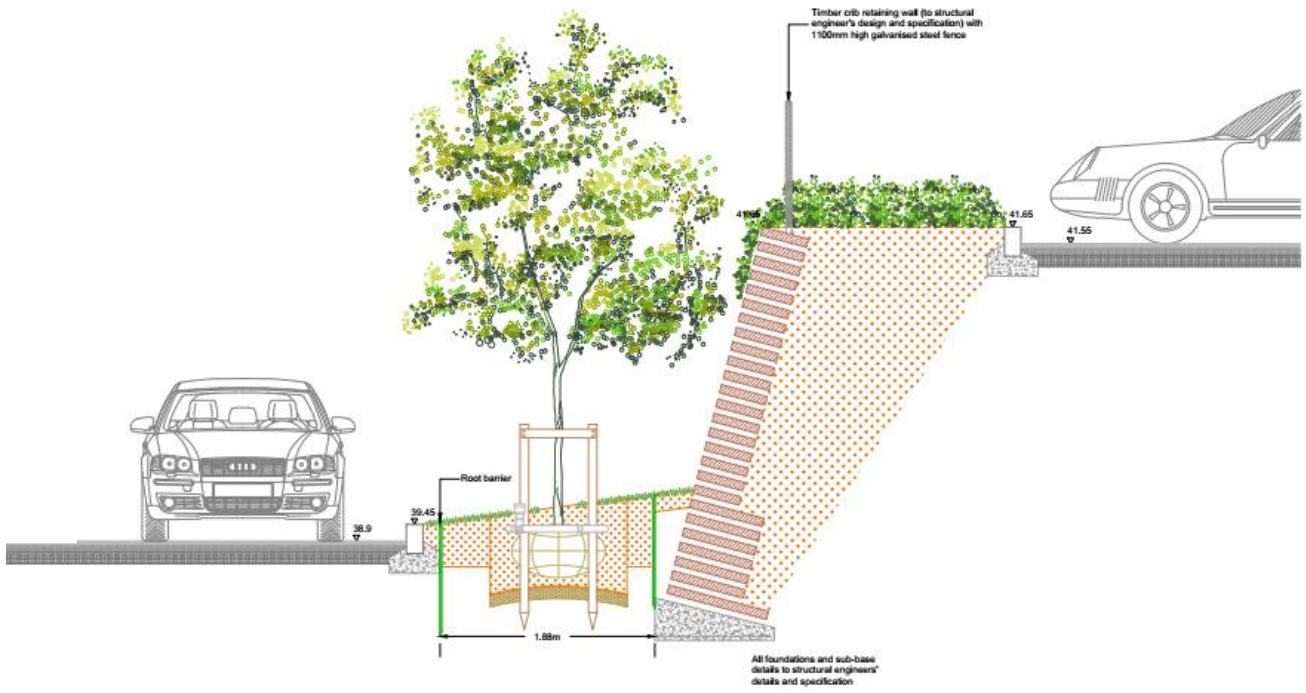 Timber crib retaining wall (to structural
engineer's design and specification) with
1100mm high galvanised steel fence
41.65
41.65
41.55
Root barrier
39.45
38.9
1.88m
All foundations and sub-base
details to structural engineers'
details and specification